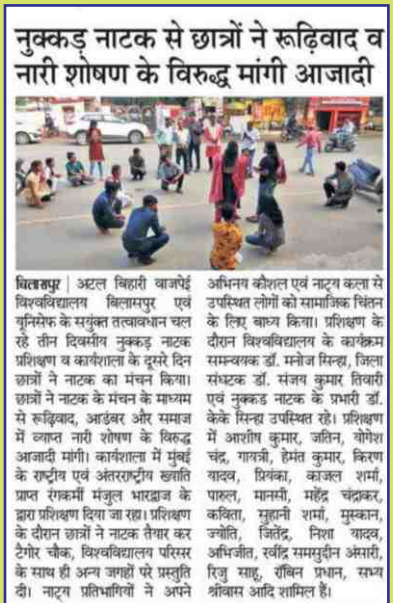 नुक्कड़ नाटक से छात्रों ने रूढ़िवाद व
नारी शोषण के विरुद्ध मांगी आजादी
बिलासपुर | अटल बिहारी वाजपेई
विश्वविद्यालय बिलासपुर एवं
यूनिसेफ के सयुंक्त तत्वावधान चल
रहे तीन दिवसीय नुक्कड़ नाटक
प्रशिक्षण व कार्यशाला के दूसरे दिन
छात्रों ने नाटक का मंचन किया।
छात्रों ने नाटक के मंचन के माध्यम
से रूढ़िवाद, आडंबर और समाज
में व्याप्त नारी शोषण के विरुद्ध
आजादी मांगी। कार्यशाला में मुंबई
के राष्ट्रीय एवं अंतरराष्ट्रीय ख्याति
प्राप्त रंगकर्मी मंजुल भारद्वाज के
द्वारा प्रशिक्षण दिया जा रहा। प्रशिक्षण
के दौरान छात्रों ने नाटक तैयार कर
टैगोर चौक, विश्वविद्यालय परिसर
के साथ ही अन्य जगहों पर प्रस्तुति
दी। नाट्य प्रतिभागियों ने अपने
अभिनय कौशल एवं नाट्य कला से
उपस्थित लोगों को सामाजिक चिंतन
के लिए बाध्य किया। प्रशिक्षण के
दौरान विश्वविद्यालय के कार्यक्रम
समन्वयक डॉ. मनोज सिन्हा, जिला
संघटक डॉ. संजय कुमार तिवारी
एवं नुक्कड़ नाटक के प्रभारी डॉ.
केके सिन्हा उपस्थित रहे। प्रशिक्षण
में आशीष कुमार, जतिन, योगेश
चंद्र, गायत्री, हेमंत कुमार, किरण
यादव, प्रियंका, काजल शर्मा,
पारुल, मानसी, महेंद्र चंद्राकर,
कविता, सुहानी शर्मा, मुस्कान,
ज्योति, जितेंद्र, निशा यादव,
अभिजीत, रवींद्र समसुदीन अंसारी,
रिजु साहू, रॉबिन प्रधान, सभ्य
श्रीवास आदि शामिल हैं।